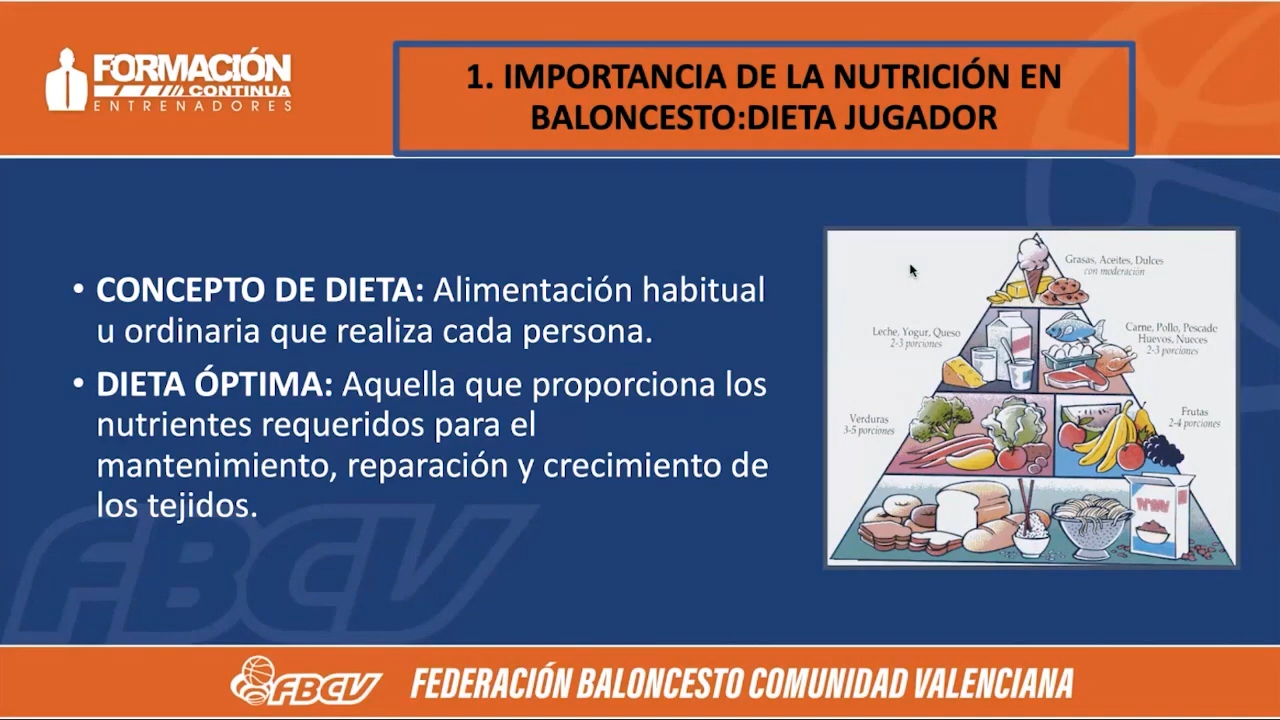 FORMACIÓN
CONTINUA
ENTRENADORES
1. IMPORTANCIA DE LA NUTRICIÓN EN
BALONCESTO:DIETA JUGADOR
• CONCEPTO DE DIETA: Alimentación habitual
u ordinaria que realiza cada persona.
• DIETA ÓPTIMA: Aquella que proporciona los
nutrientes requeridos para el
mantenimiento, reparación y crecimiento de
los tejidos.
Grasas, Aceites, Dulces
con moderación
Leche, Yogur, Queso
2-3 porciones
Carne, Pollo, Pescado
Huevos, Nueces
2-3 porciones
Verduras
3-5 porciones
Frutas
2-4 porciones
FBCV
FBCV
FEDERACIÓN BALONCESTO COMUNIDAD VALENCIANA